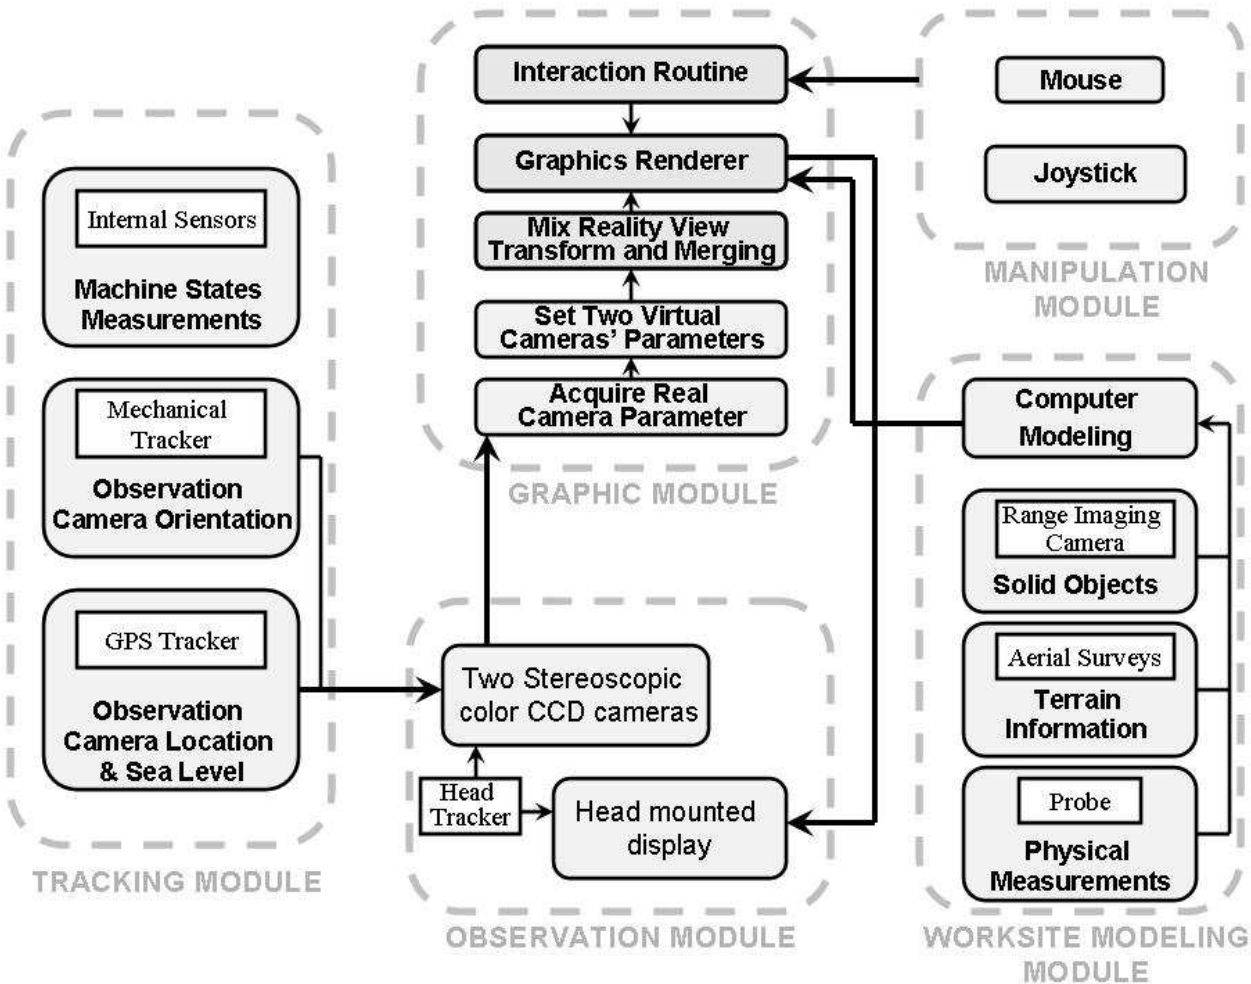 Internal Sensors
Machine States
Measurements
Mechanical
Tracker
Observation
Camera Orientation
GPS Tracker
Observation
Camera Location
& Sea Level
TRACKING MODULE
Interaction Routine
Graphics Renderer
Mix Reality View
Transform and Merging
Set Two Virtual
Cameras’ Parameters
Acquire Real
Camera Parameter
GRAPHIC MODULE
Two Stereoscopic
color CCD cameras
Head
Tracker
Head mounted
display
OBSERVATION MODULE
Mouse
Joystick
MANIPULATION
MODULE
Computer
Modeling
Range Imaging
Camera
Solid Objects
Aerial Surveys
Terrain
Information
Probe
Physical
Measurements
WORKSITE MODELING
MODULE